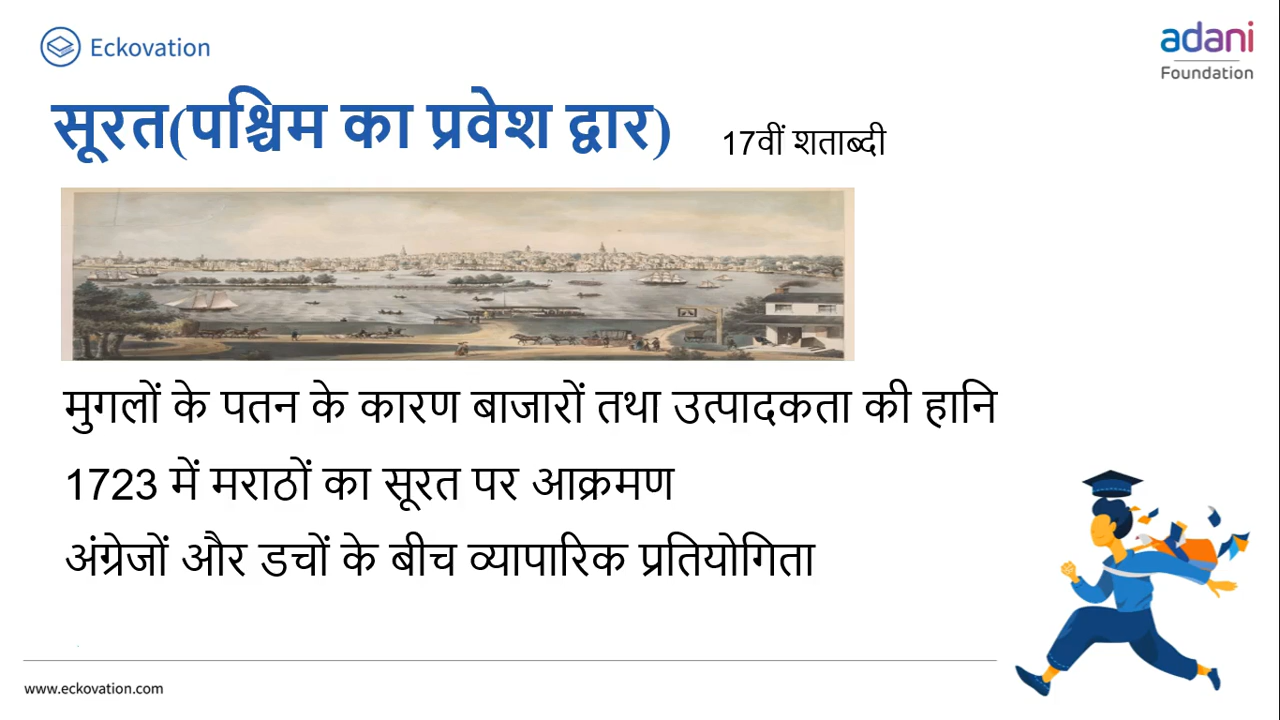 Eckovation
adani
Foundation
सूरत(पश्चिम का प्रवेश द्वार)
17वीं शताब्दी
मुगलों के पतन के कारण बाजारों तथा उत्पादकता की हानि
1723 में मराठों का सूरत पर आक्रमण
अंग्रेजों और डचों के बीच व्यापारिक प्रतियोगिता
www.eckovation.com